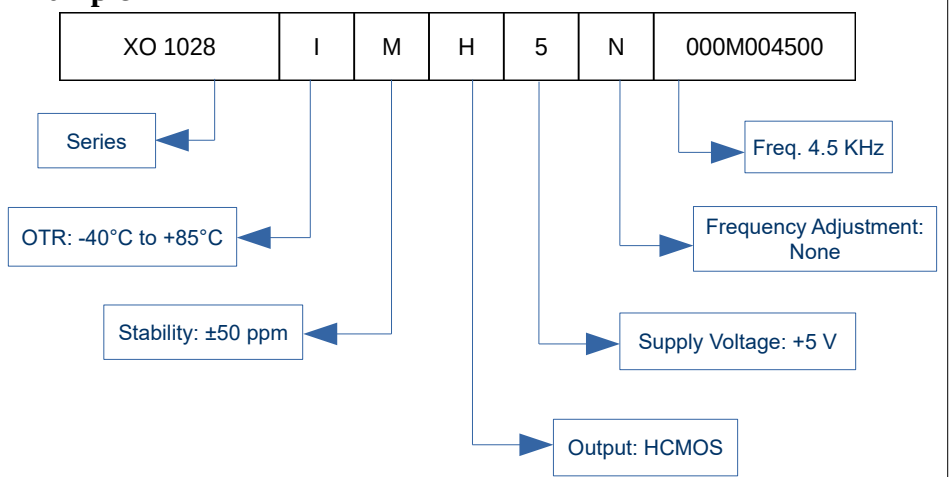 XO 1028 I M H 5 N 000M004500
Series
Freq. 4.5 KHz
OTR: -40°C to +85°C
Frequency Adjustment:
None
Stability: ±50 ppm
Supply Voltage: +5 V
Output: HCMOS